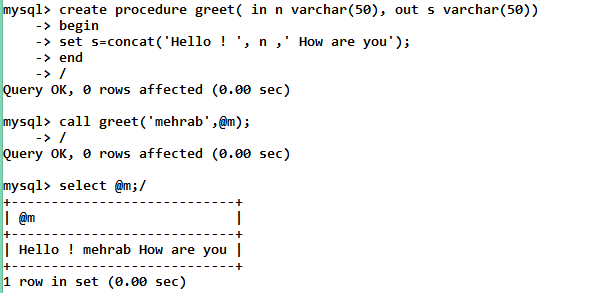 mysql> create procedure greet( in n varchar(50), out s varchar(50))
    -> begin
    -> set s=concat('Hello ! ', n ,' How are you');
    -> end
    -> /
Query OK, 0 rows affected (0.00 sec)
mysql> call greet('mehrab',@m);
    -> /
Query OK, 0 rows affected (0.00 sec)
mysql> select @m;/
+----------------------------+
| @m                         |
+----------------------------+
| Hello ! mehrab How are you |
+----------------------------+
1 row in set (0.00 sec)